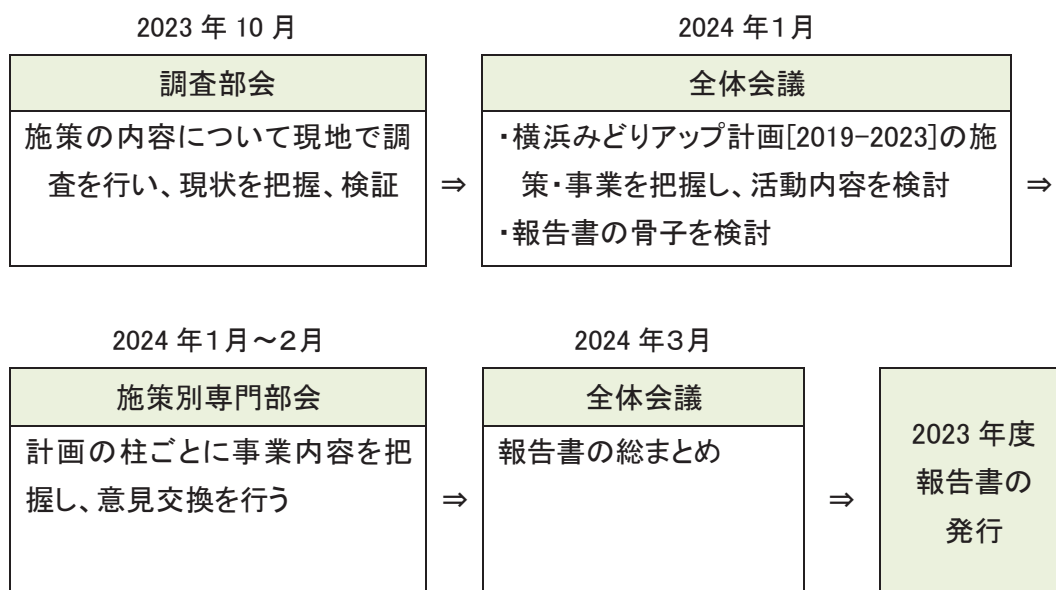 2023 年 10 月
調査部会
施策の内容について現地で調
査を行い、現状を把握、検証
⇒
2024 年1月
全体会議
・横浜みどりアップ計画[2019-2023]の施
策・事業を把握し、活動内容を検討
・報告書の骨子を検討
⇒
2024 年1月~2月
施策別専門部会
計画の柱ごとに事業内容を把
握し、意見交換を行う
⇒
2024 年3月
全体会議
報告書の総まとめ
⇒
2023 年度
報告書の
発行